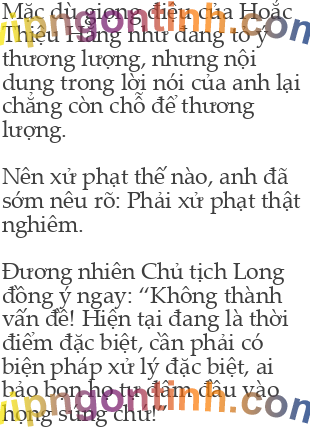 Mặc dù giọng điệu của Hoắc
Thiệu Hằng như đang tỏ ý
thương lượng, nhưng nội
dung trong lời nói của anh lại
chẳng còn chỗ để thương
lượng.
Nên xử phạt thế nào, anh đã
sớm nêu rõ: Phải xử phạt thật
nghiêm.
Đương nhiên Chủ tịch Long
đồng ý ngay: “Không thành
vấn đề! Hiện tại đang là thời
điểm đặc biệt, cần phải có
biện pháp xử lý đặc biệt, ai
bảo bọn họ tự đâm đầu vào
họng súng chứ!”
vipngontinh.com
vipngontinh.com